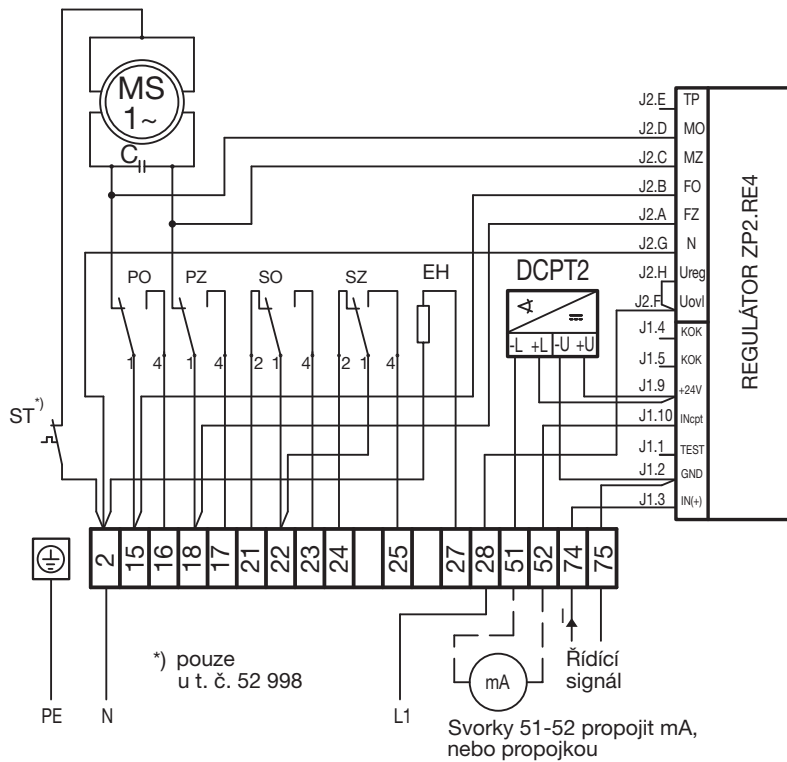 MS
1~
C
J2.E TP
J2.D MO
J2.C MZ
J2.B FO
J2.A FZ
J2.G N
J2.H Ureg
J2.F Uovl
J1.4 KOK
J1.5 KOK
J1.9 +24V
J1.10 INcpt
J1.1 TEST
J1.2 GND
J1.3 IN(+)
REGULÁTOR ZP2.RE4
PO PZ SO SZ EH DCPT2
-L +L -U +U
1 4 1 4 2 1 4 2 1 4
ST*)
2 15 16 18 17 21 22 23 24 25 27 28 51 52 74 75
*) pouze
u t. č. 52 998
I
mA
Řídící
signál
PE N L1
Svorky 51-52 propojit mA,
nebo propojkou